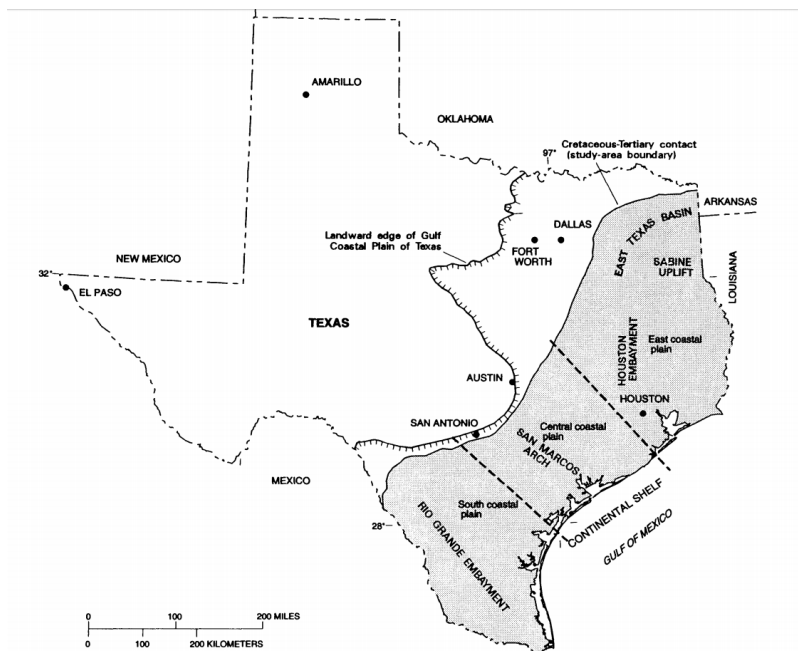 AMARILLO
OKLAHOMA
Cretaceous-Tertiary contact
(study-area boundary)
97°
ARKANSAS
DALLAS
FORT
WORTH
Landward edge of Gulf
Coastal Plain of Texas
EAST TEXAS BASIN
SABINE
UPLIFT
LOUISIANA
NEW MEXICO
32°
EL PASO
TEXAS
HOUSTON
EMBAYMENT
East coastal
plain
AUSTIN
HOUSTON
SAN ANTONIO
Central coastal
plain
SAN MARCOS
ARCH
MEXICO
South coastal
plain
CONTINENTAL SHELF
GULF OF MEXICO
28°
RIO GRANDE EMBAYMENT
0 100 200 MILES
0 100 200 KILOMETERS